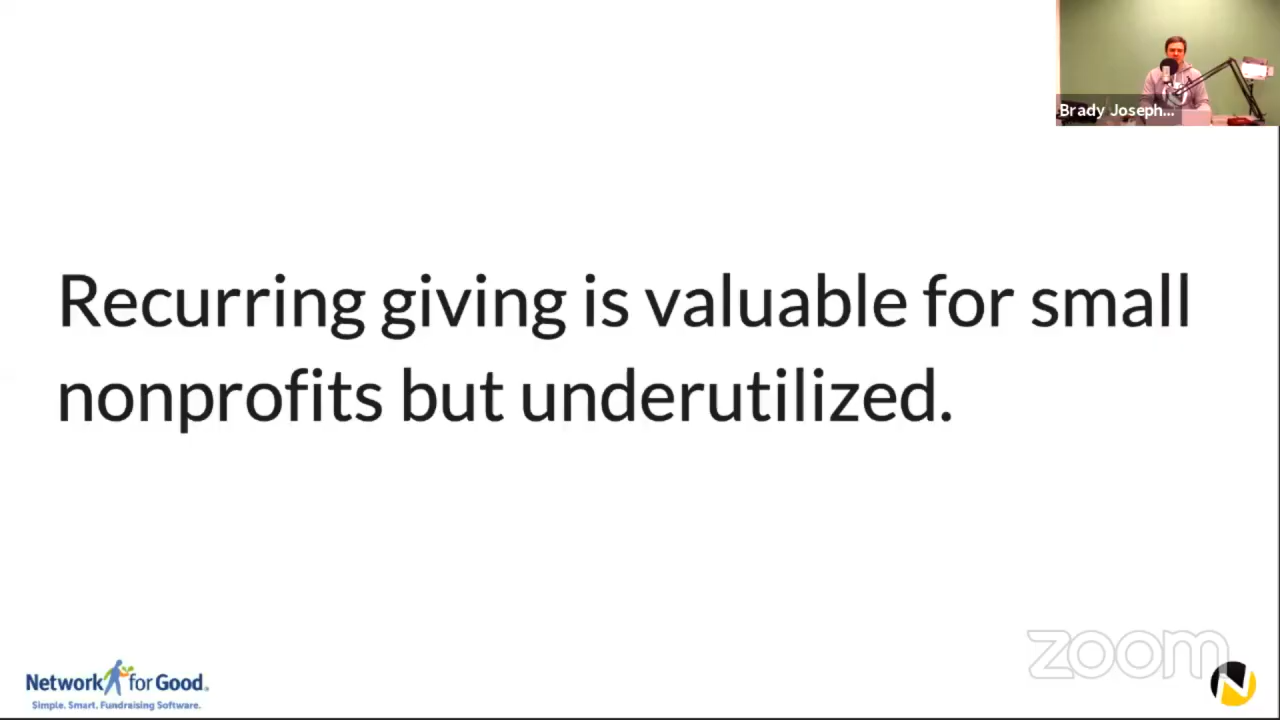 Brady Joseph...
Recurring giving is valuable for small
nonprofits but underutilized.
zoom
Network for Good.
Simple. Smart. Fundraising Software.
N